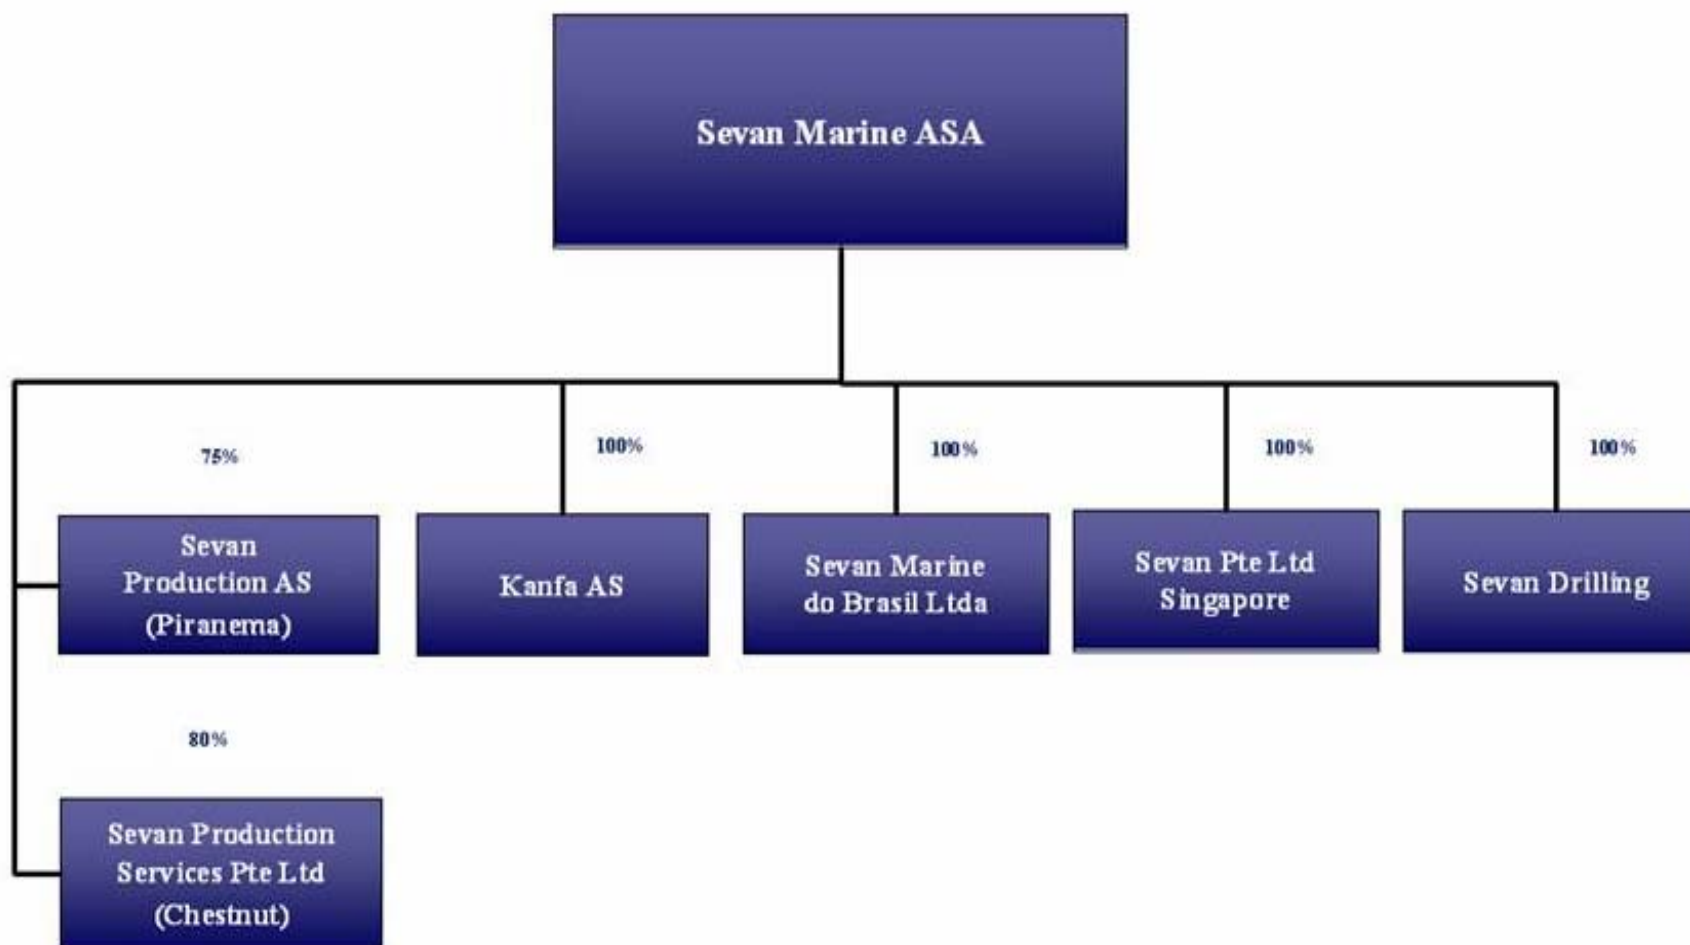 Sevan Marine ASA
75%
100%
100%
100%
100%
Sevan
Production AS
(Piranema)
Kanfa AS
Sevan Marine
do Brasil Ltda
Sevan Pte Ltd
Singapore
Sevan Drilling
80%
Sevan Production
Services Pte Ltd
(Chestnut)